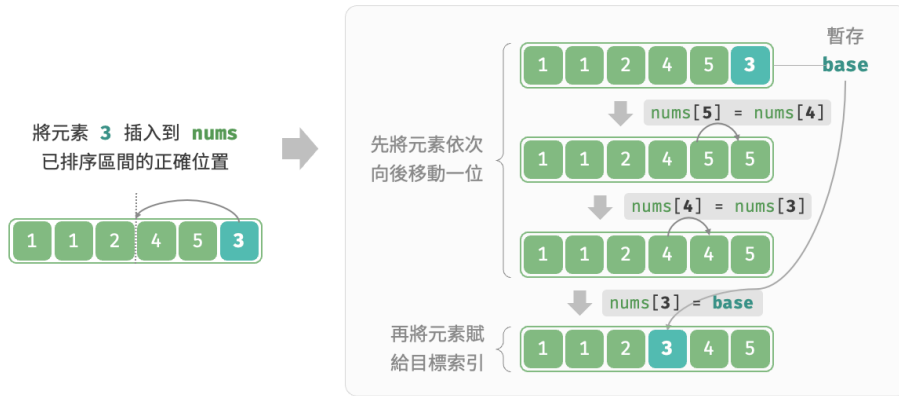 將元素 3 插入到 nums
已排序區間的正確位置
1 1 2 4 5 3
暫存
base
先將元素依次
向後移動一位
1 1 2 4 5 3
nums[5] = nums[4]
1 1 2 4 5 5
nums[4] = nums[3]
1 1 2 4 4 5
nums[3] = base
再將元素賦
給目標索引
1 1 2 3 4 5